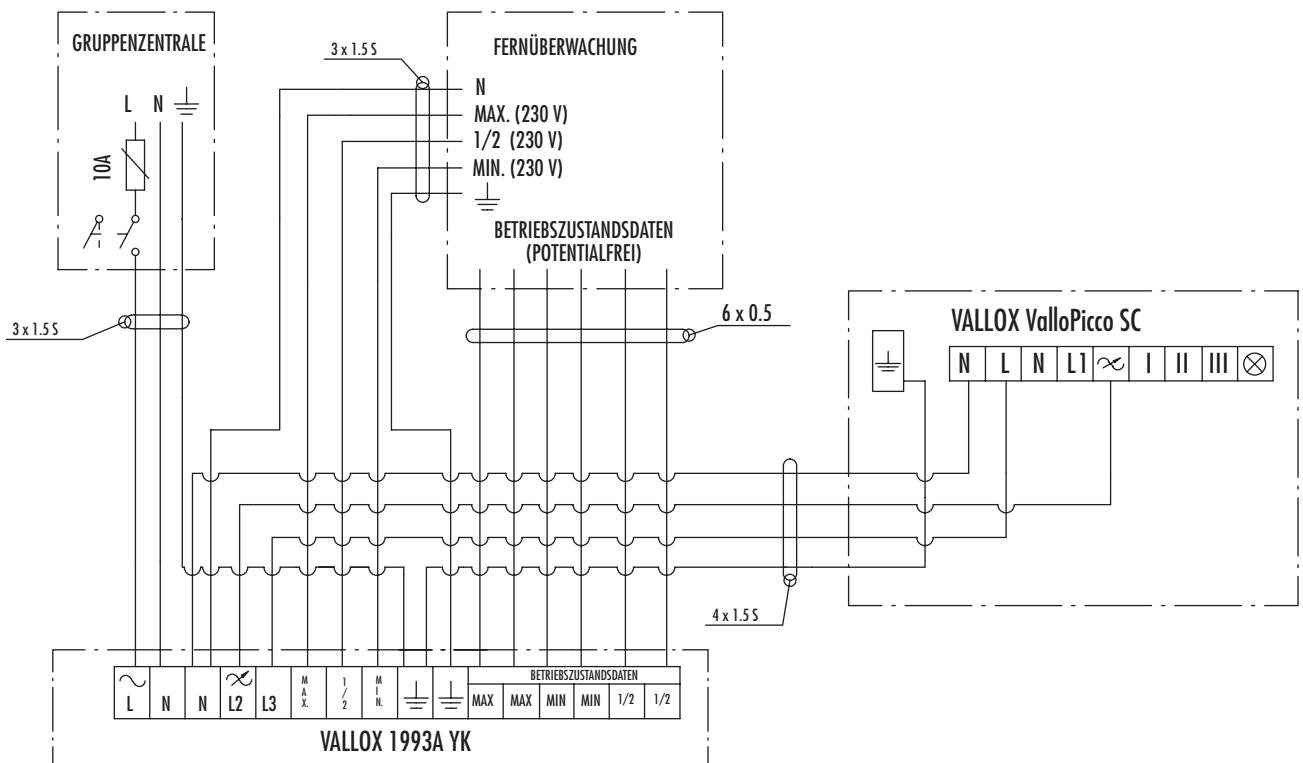 GRUPPENZENTRALE
L N
10A
3 x 1.5 S
3 x 1.5 S
FERNÜBERWACHUNG
N
MAX. (230 V)
1/2 (230 V)
MIN. (230 V)
BETRIEBSZUSTANDSDATEN
(POTENTIALFREI)
6 x 0.5
VALLOX ValloPicco SC
N L N L1 I II III
4 x 1.5 S
BETRIEBSZUSTANDSDATEN
L N N L2 L3 MAX. 1/2 MIN. MAX MAX MIN MIN 1/2 1/2
VALLOX 1993A YK